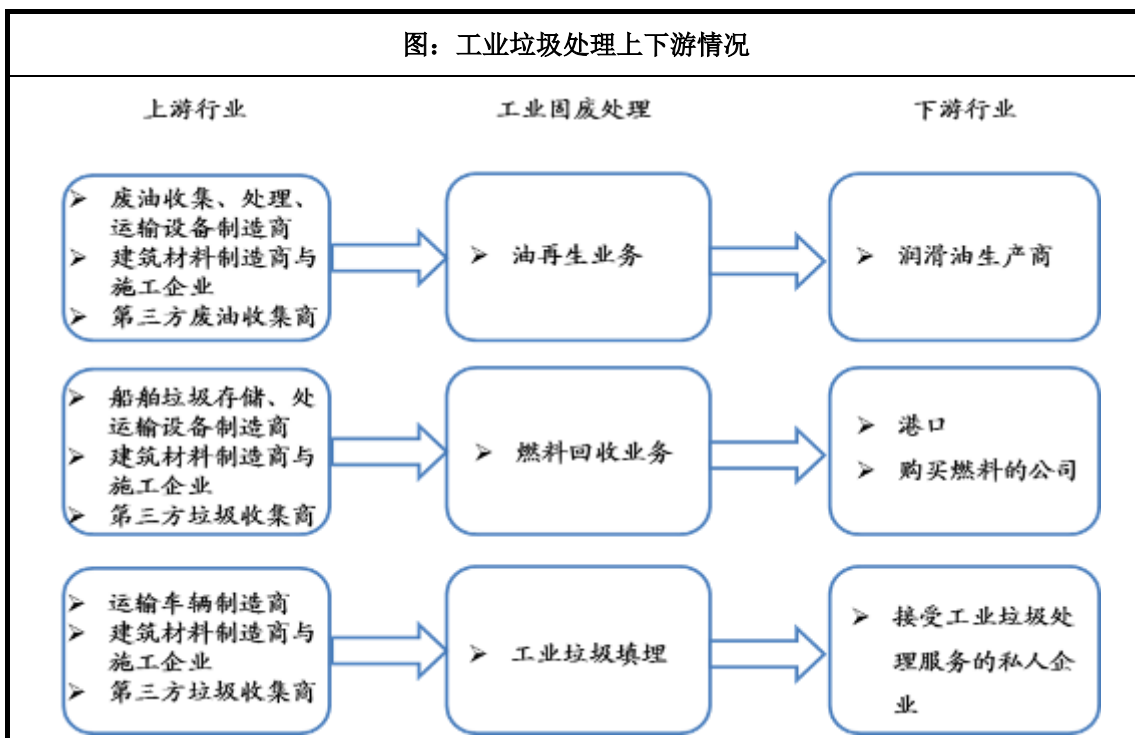 图：工业垃圾处理上下游情况
上游行业
工业固废处理
下游行业
➢ 废油收集、处理、
运输设备制造商
➢ 建筑材料制造商与
施工企业
➢ 第三方废油收集商
➢ 油再生业务
➢ 润滑油生产商
➢ 船舶垃圾存储、处
运输设备制造商
➢ 建筑材料制造商与
施工企业
➢ 第三方垃圾收集商
➢ 燃料回收业务
➢ 港口
➢ 购买燃料的公司
➢ 运输车辆制造商
➢ 建筑材料制造商与
施工企业
➢ 第三方垃圾收集商
➢ 工业垃圾填埋
➢ 接受工业垃圾处
理服务的私人企
业